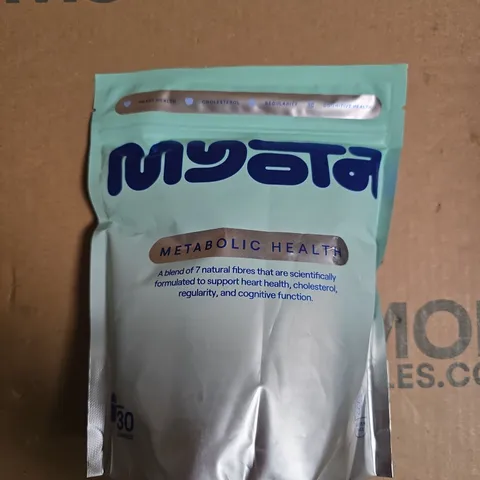 HEART HEALTH CHOLESTEROL REGULARITY COGNITIVE HEALTH
MYOTA
METABOLIC HEALTH
A blend of 7 natural fibres that are scientifically
formulated to support heart health, cholesterol,
regularity, and cognitive function.
30
MO
LES.CO